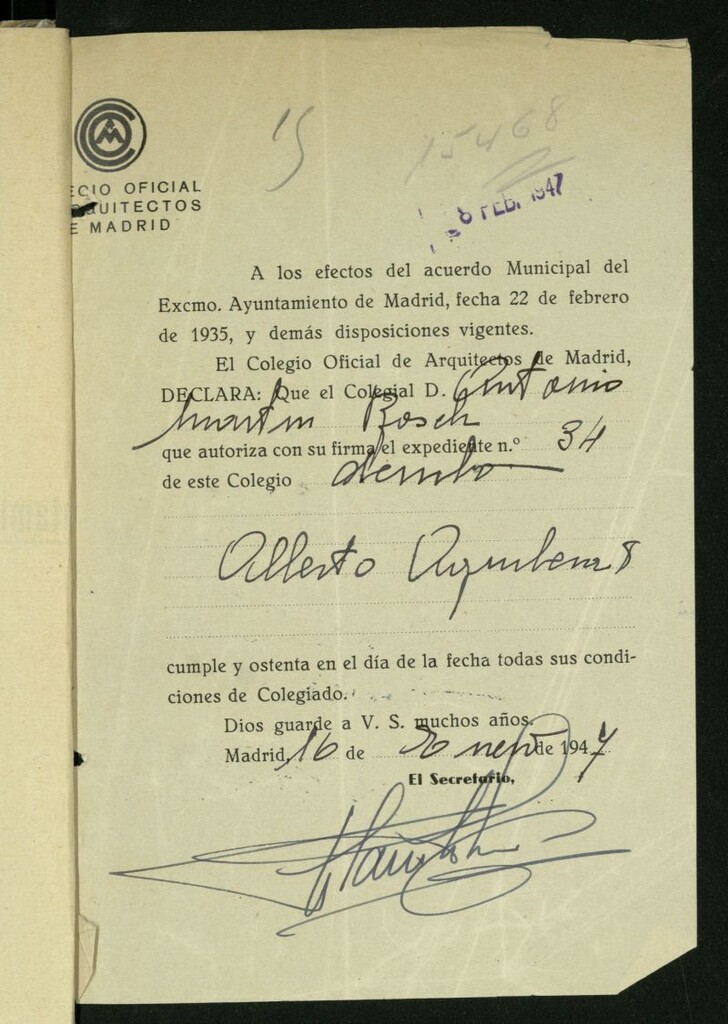 ECIO OFICIAL
QUITECTOS
E MADRID
15
15468
8 FEB. 1947
A los efectos del acuerdo Municipal del
Excmo. Ayuntamiento de Madrid, fecha 22 de febrero
de 1935, y demás disposiciones vigentes.
El Colegio Oficial de Arquitectos de Madrid,
DECLARA: Que el Colegial D. Antonio
Martin Bosch
que autoriza con su firma el expediente n.º 34
de este Colegio derribo
Alberto Aguilera 8
cumple y ostenta en el día de la fecha todas sus condi-
ciones de Colegiado.
Dios guarde a V. S. muchos años.
Madrid, 16 de Enero de 1947
El Secretario,